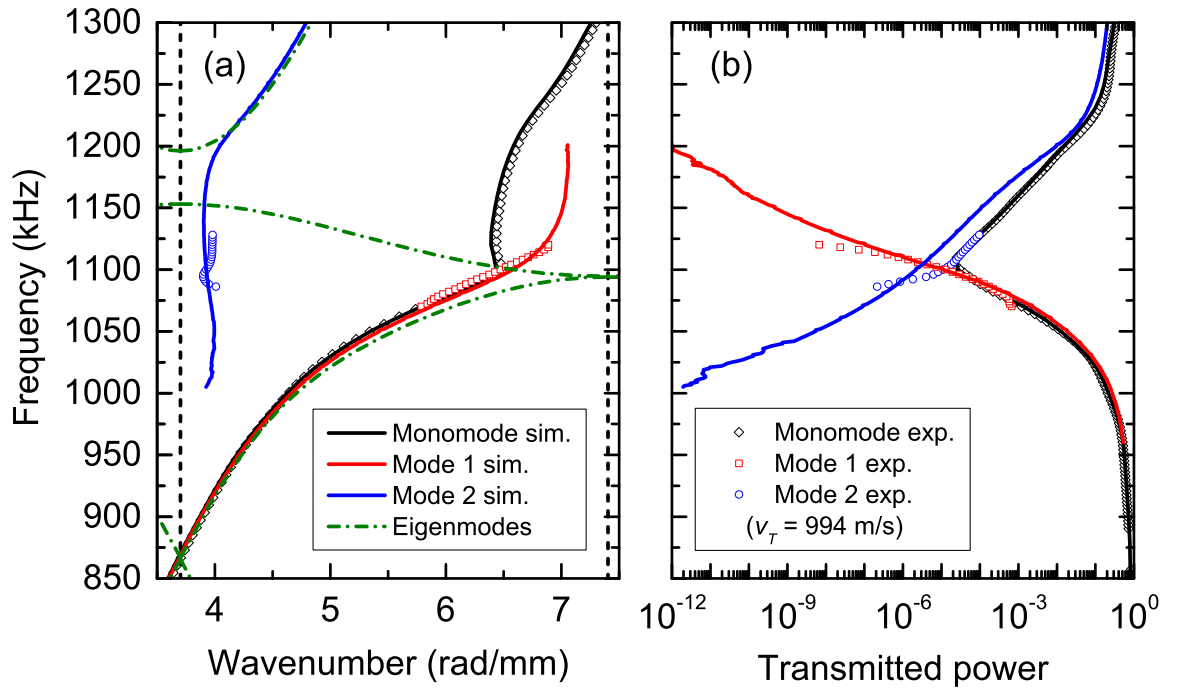 (a)
1300
1250
1200
1150
1100
1050
1000
950
900
850
Frequency (kHz)
4
5
6
7
Wavenumber (rad/mm)
Monomode sim.
Mode 1 sim.
Mode 2 sim.
Eigenmodes
(b)
Monomode exp.
Mode 1 exp.
Mode 2 exp.
(v_T = 994 m/s)
10^-12
10^-9
10^-6
10^-3
10^0
Transmitted power